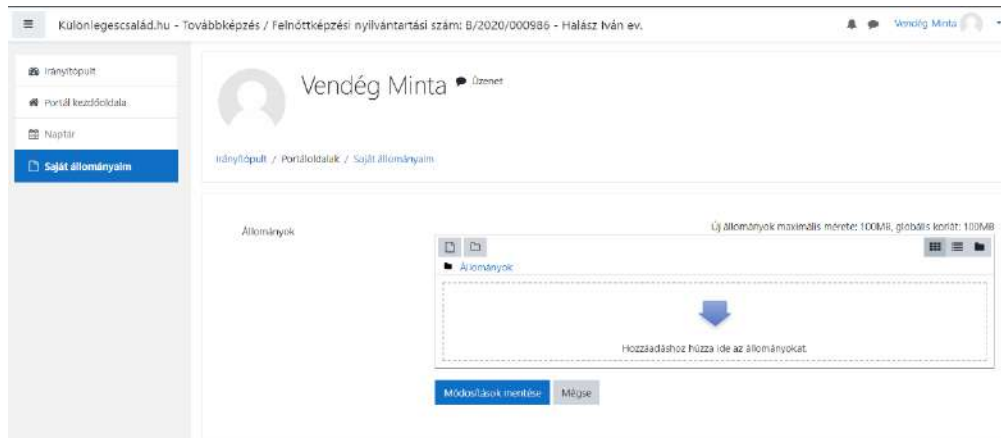 Különlegescsalád.hu - Továbbképzés / Felnőttképzési nyilvántartási szám: B/2020/000986 - Halász Iván ev.
Vendég Minta
Irányítópult
Portál kezdőoldala
Naptár
Saját állományaim
Vendég Minta
Üzenet
Irányítópult / Portáloldalak / Saját állományaim
Állományok
Új állományok maximális mérete: 100MB, globális korlát: 100MB
Állományok
Hozzáadáshoz húzza ide az állományokat.
Módosítások mentése
Mégse